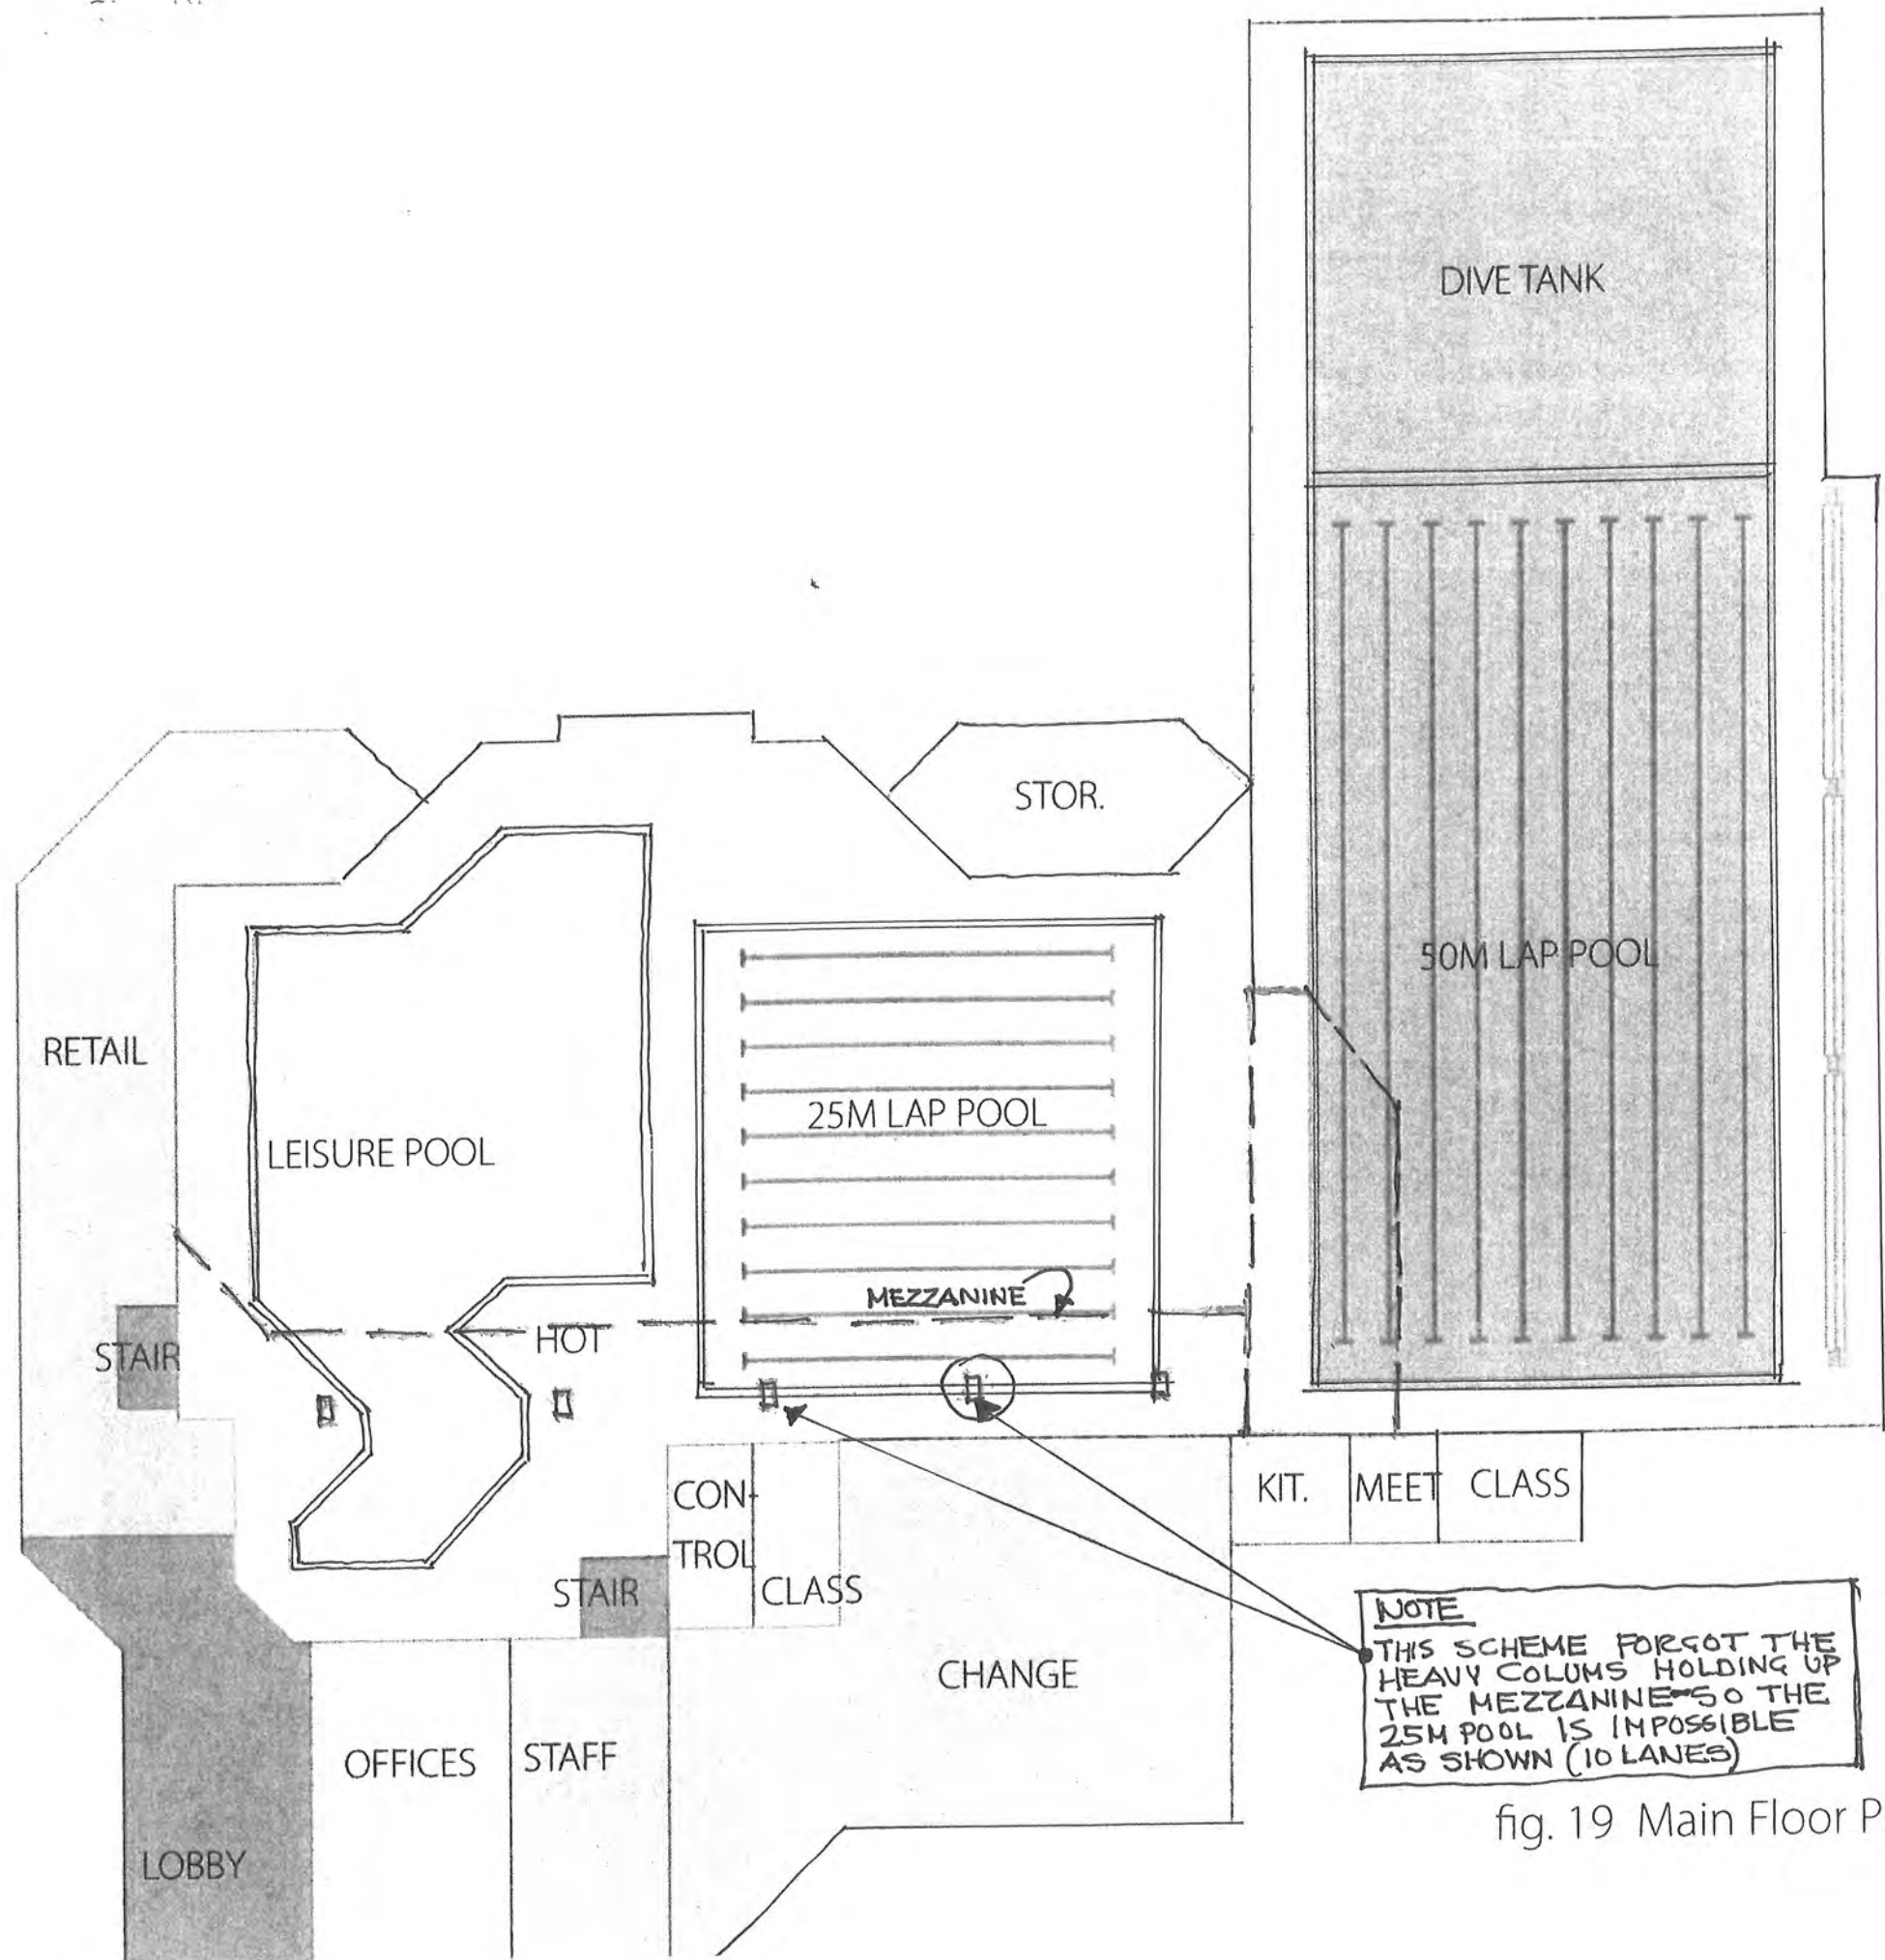 DIVE TANK
STOR.
50M LAP POOL
RETAIL
25M LAP POOL
LEISURE POOL
MEZZANINE
HOT
STAIR
CON-
TROL
CLASS
KIT.
MEET
CLASS
STAIR
CHANGE
OFFICES
STAFF
LOBBY
NOTE
THIS SCHEME FORGOT THE
HEAVY COLUMS HOLDING UP
THE MEZZANINE-SO THE
25M POOL IS IMPOSSIBLE
AS SHOWN (10 LANES)
fig. 19 Main Floor P